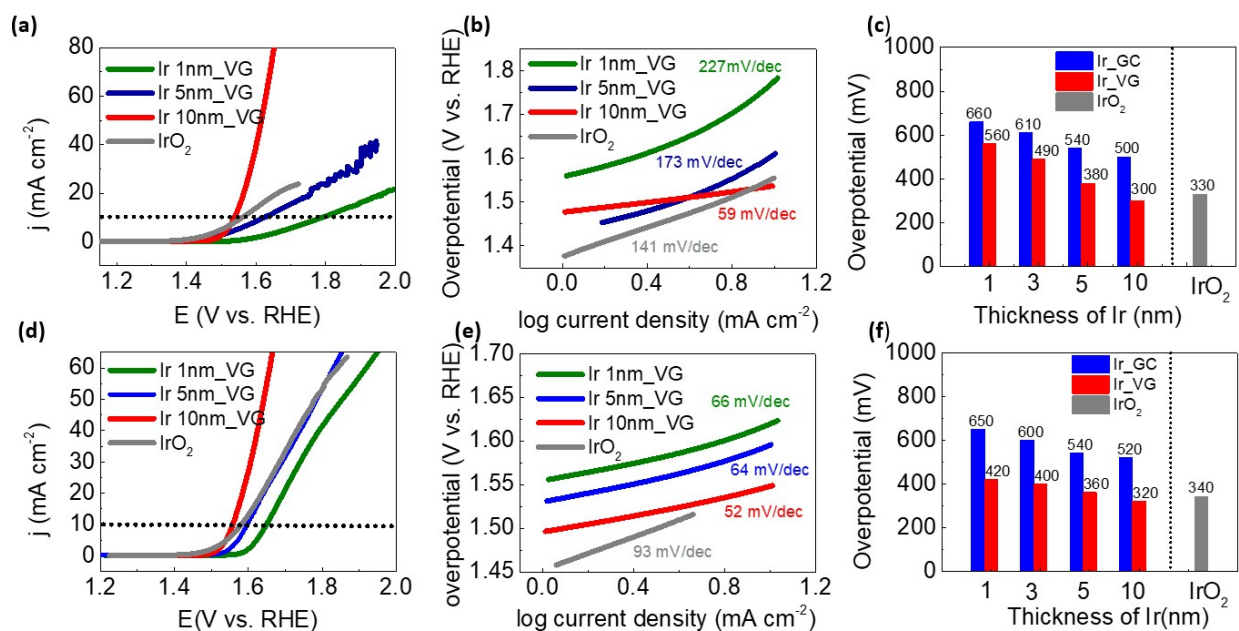 (a)
80
70
60
50
40
30
20
10
0
j (mA cm-2)
Ir 1nm_VG
Ir 5nm_VG
Ir 10nm_VG
IrO2
1.2 1.4 1.6 1.8 2.0
E (V vs. RHE)
(b)
1.8
1.7
1.6
1.5
1.4
Overpotential (V vs. RHE)
Ir 1nm_VG
Ir 5nm_VG
Ir 10nm_VG
IrO2
227mV/dec
173 mV/dec
59 mV/dec
141 mV/dec
0.0 0.4 0.8 1.2
log current density (mA cm-2)
(c)
1000
800
600
400
200
0
Overpotential (mV)
Ir_GC
Ir_VG
IrO2
660 560 610 490 540 380 500 300 330
1 3 5 10 IrO2
Thickness of Ir (nm)
(d)
60
50
40
30
20
10
0
j (mA cm-2)
Ir 1nm_VG
Ir 5nm_VG
Ir 10nm_VG
IrO2
1.2 1.4 1.6 1.8 2.0
E(V vs. RHE)
(e)
1.70
1.65
1.60
1.55
1.50
1.45
overpotential (V vs. RHE)
Ir 1nm_VG
Ir 5nm_VG
Ir 10nm_VG
IrO2
66 mV/dec
64 mV/dec
52 mV/dec
93 mV/dec
0.0 0.4 0.8 1.2
log current density (mA cm-2)
(f)
1000
800
600
400
200
0
Overpotential (mV)
Ir_GC
Ir_VG
IrO2
650 420 600 400 540 360 520 320 340
1 3 5 10 IrO2
Thickness of Ir(nm)